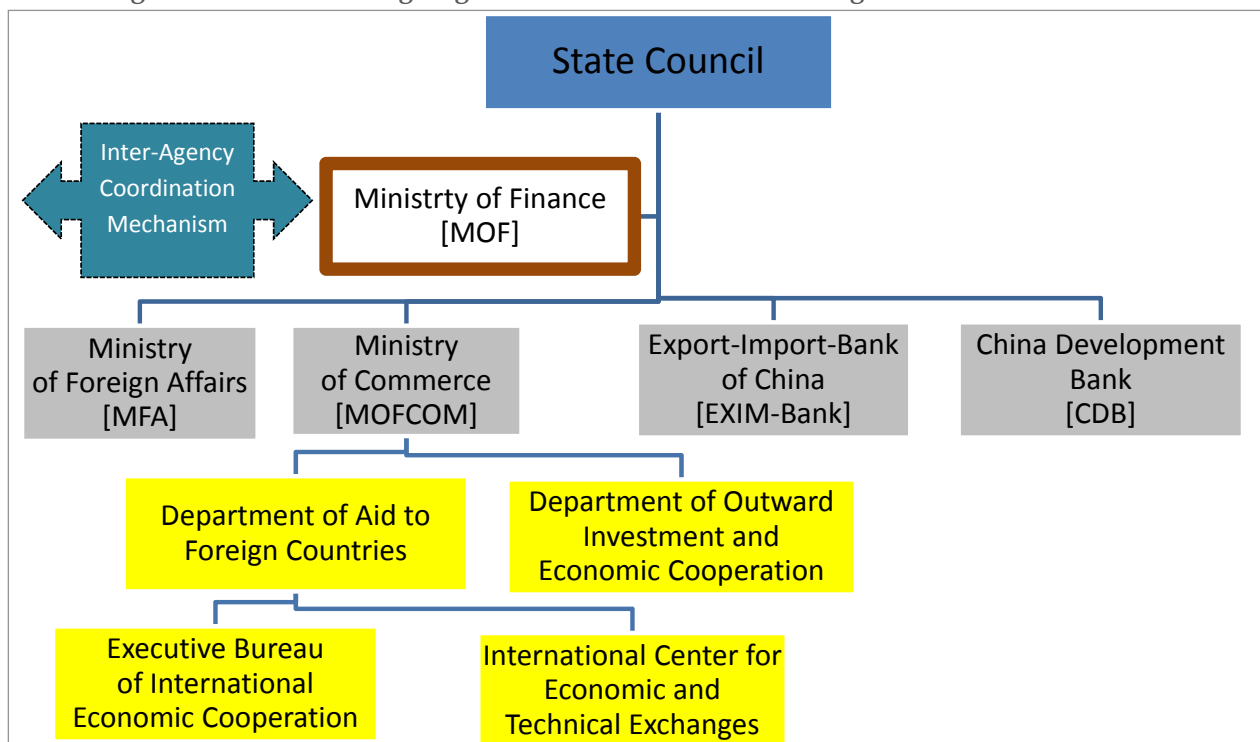 State Council
Inter-Agency
Coordination
Mechanism
Ministrty of Finance
[MOF]
Ministry
of Foreign Affairs
[MFA]
Ministry
of Commerce
[MOFCOM]
Export-Import-Bank
of China
[EXIM-Bank]
China Development
Bank
[CDB]
Department of Aid to
Foreign Countries
Department of Outward
Investment and
Economic Cooperation
Executive Bureau
of International
Economic Cooperation
International Center for
Economic and
Technical Exchanges